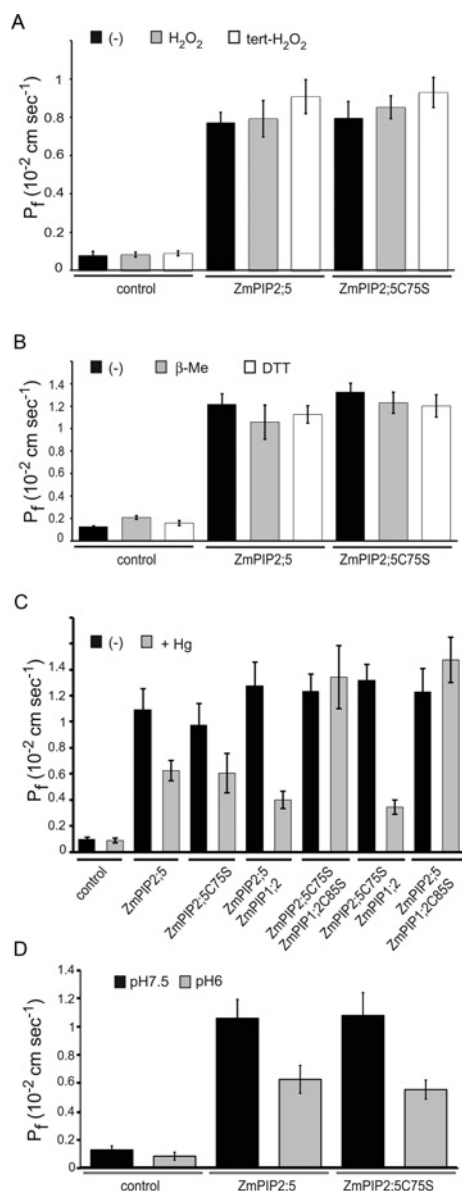 A
(-) H2O2 tert-H2O2
Pf (10-2 cm sec-1)
1
0.8
0.6
0.4
0.2
0
control ZmPIP2;5 ZmPIP2;5C75S
B
(-) β-Me DTT
Pf (10-2 cm sec-1)
1.4
1.2
1
0.8
0.6
0.4
0.2
0
control ZmPIP2;5 ZmPIP2;5C75S
C
(-) + Hg
Pf (10-2 cm sec-1)
1.4
1.2
1
0.8
0.6
0.4
0.2
0
control
ZmPIP2;5
ZmPIP2;5C75S
ZmPIP2;5
ZmPIP1;2
ZmPIP2;5C75S
ZmPIP1;2C85S
ZmPIP2;5C75S
ZmPIP1;2
ZmPIP2;5
ZmPIP1;2C85S
D
pH7.5 pH6
Pf (10-2 cm sec-1)
1.4
1.2
1
0.8
0.6
0.4
0.2
0
control ZmPIP2;5 ZmPIP2;5C75S